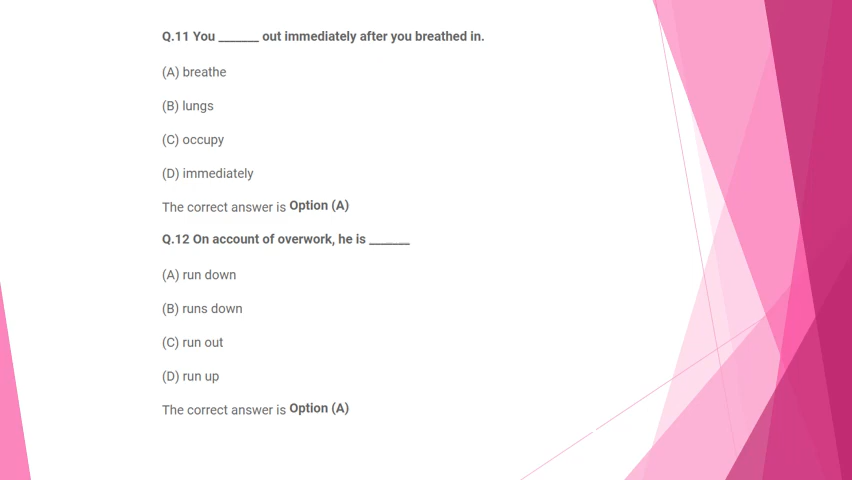 Q.11 You _______ out immediately after you breathed in.
(A) breathe
(B) lungs
(C) occupy
(D) immediately
The correct answer is Option (A)
Q.12 On account of overwork, he is _______
(A) run down
(B) runs down
(C) run out
(D) run up
The correct answer is Option (A)